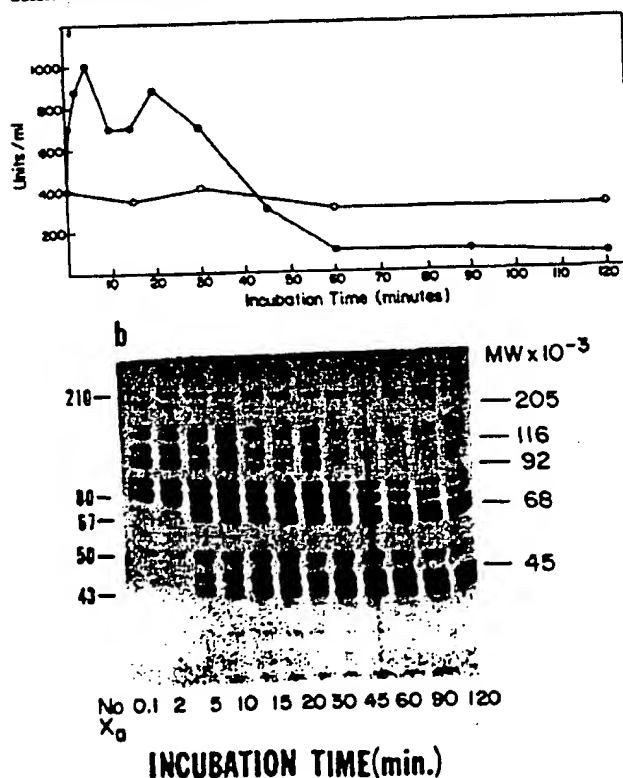 1000
800
600
400
200
Units/ml
10 20 30 40 50 60 70 80 90 100 110 120
Incubation Time (minutes)
b
MW x 10⁻³
210— —205
—116
—92
80— —68
67—
50— —45
43—
No 0.1 2 5 10 15 20 30 45 60 90 120
Xa
INCUBATION TIME(min.)